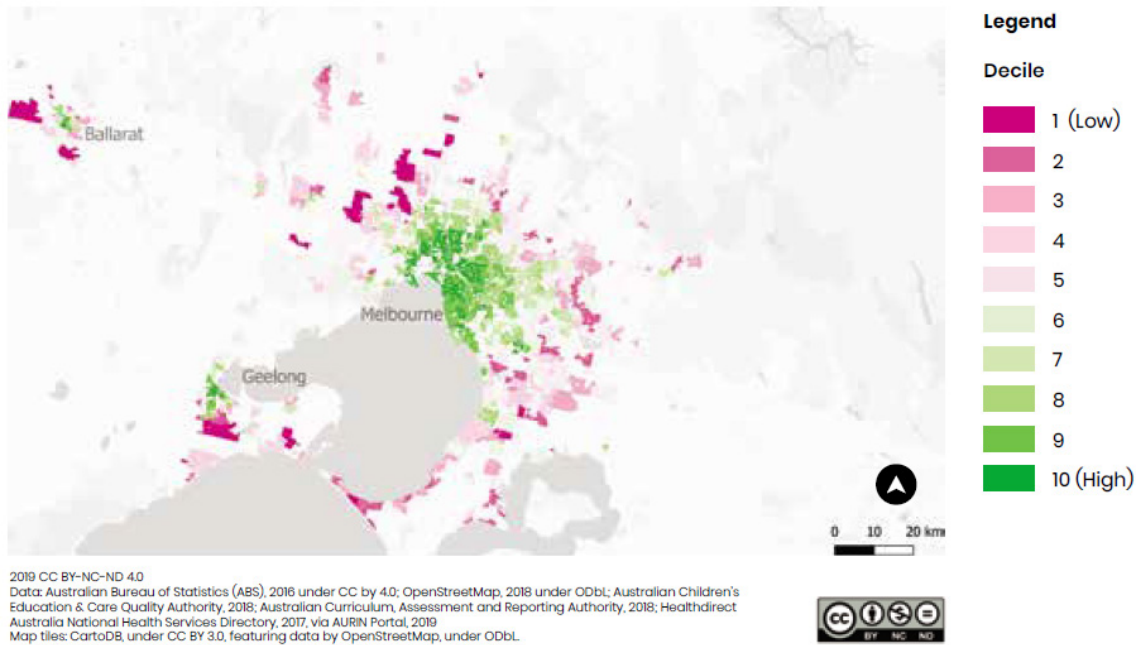 Legend
Decile
1 (Low)
2
3
4
5
6
7
8
9
10 (High)
Ballarat
Melbourne
Geelong
0 10 20 km
2019 CC BY-NC-ND 4.0
Data: Australian Bureau of Statistics (ABS), 2016 under CC by 4.0; OpenStreetMap, 2018 under ODbL; Australian Children's
Education & Care Quality Authority, 2018; Australian Curriculum, Assessment and Reporting Authority, 2018; Healthdirect
Australia National Health Services Directory, 2017, via AURIN Portal, 2019
Map tiles: CartoDB, under CC BY 3.0, featuring data by OpenStreetMap, under ODbL.
cc
BY NC ND